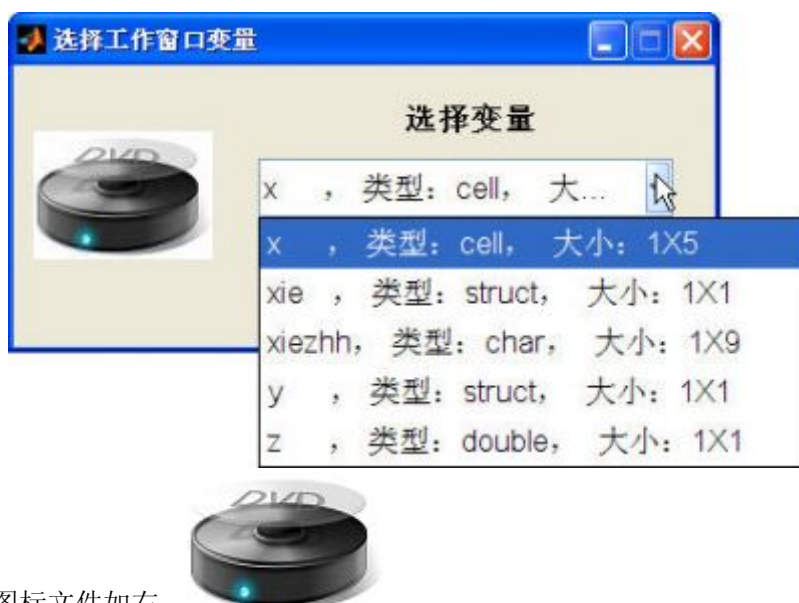 选择工作窗口变量
选择变量
DVD
x , 类型: cell, 大...
x , 类型: cell, 大小: 1X5
xie , 类型: struct, 大小: 1X1
xiezhh, 类型: char, 大小: 1X9
y , 类型: struct, 大小: 1X1
z , 类型: double, 大小: 1X1
DVD
图标文件如右